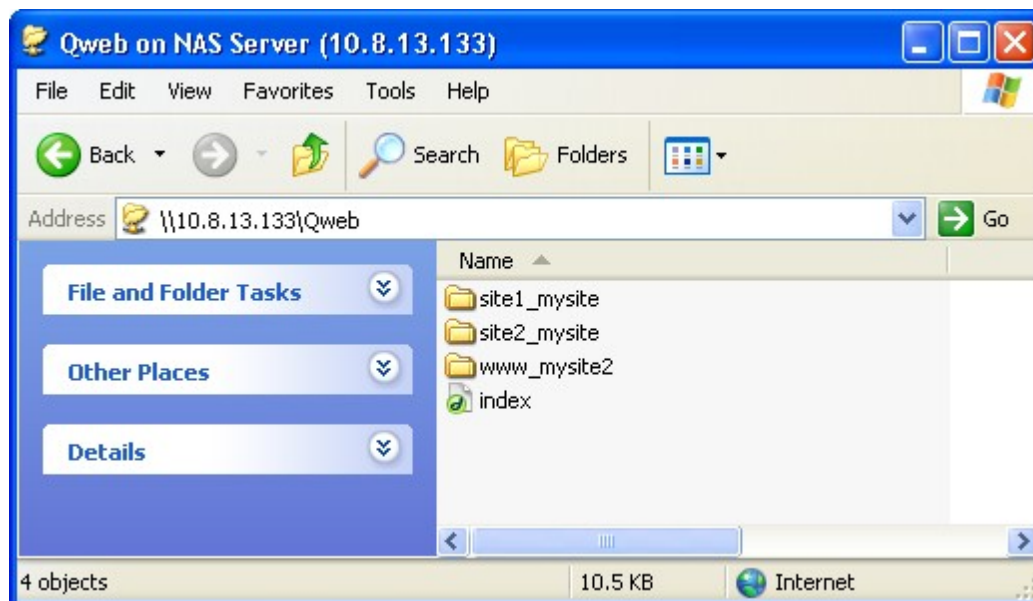 Qweb on NAS Server (10.8.13.133)
File Edit View Favorites Tools Help
Back Search Folders
Address \\10.8.13.133\Qweb Go
Name
File and Folder Tasks
site1_mysite
site2_mysite
Other Places
www_mysite2
index
Details
4 objects 10.5 KB Internet